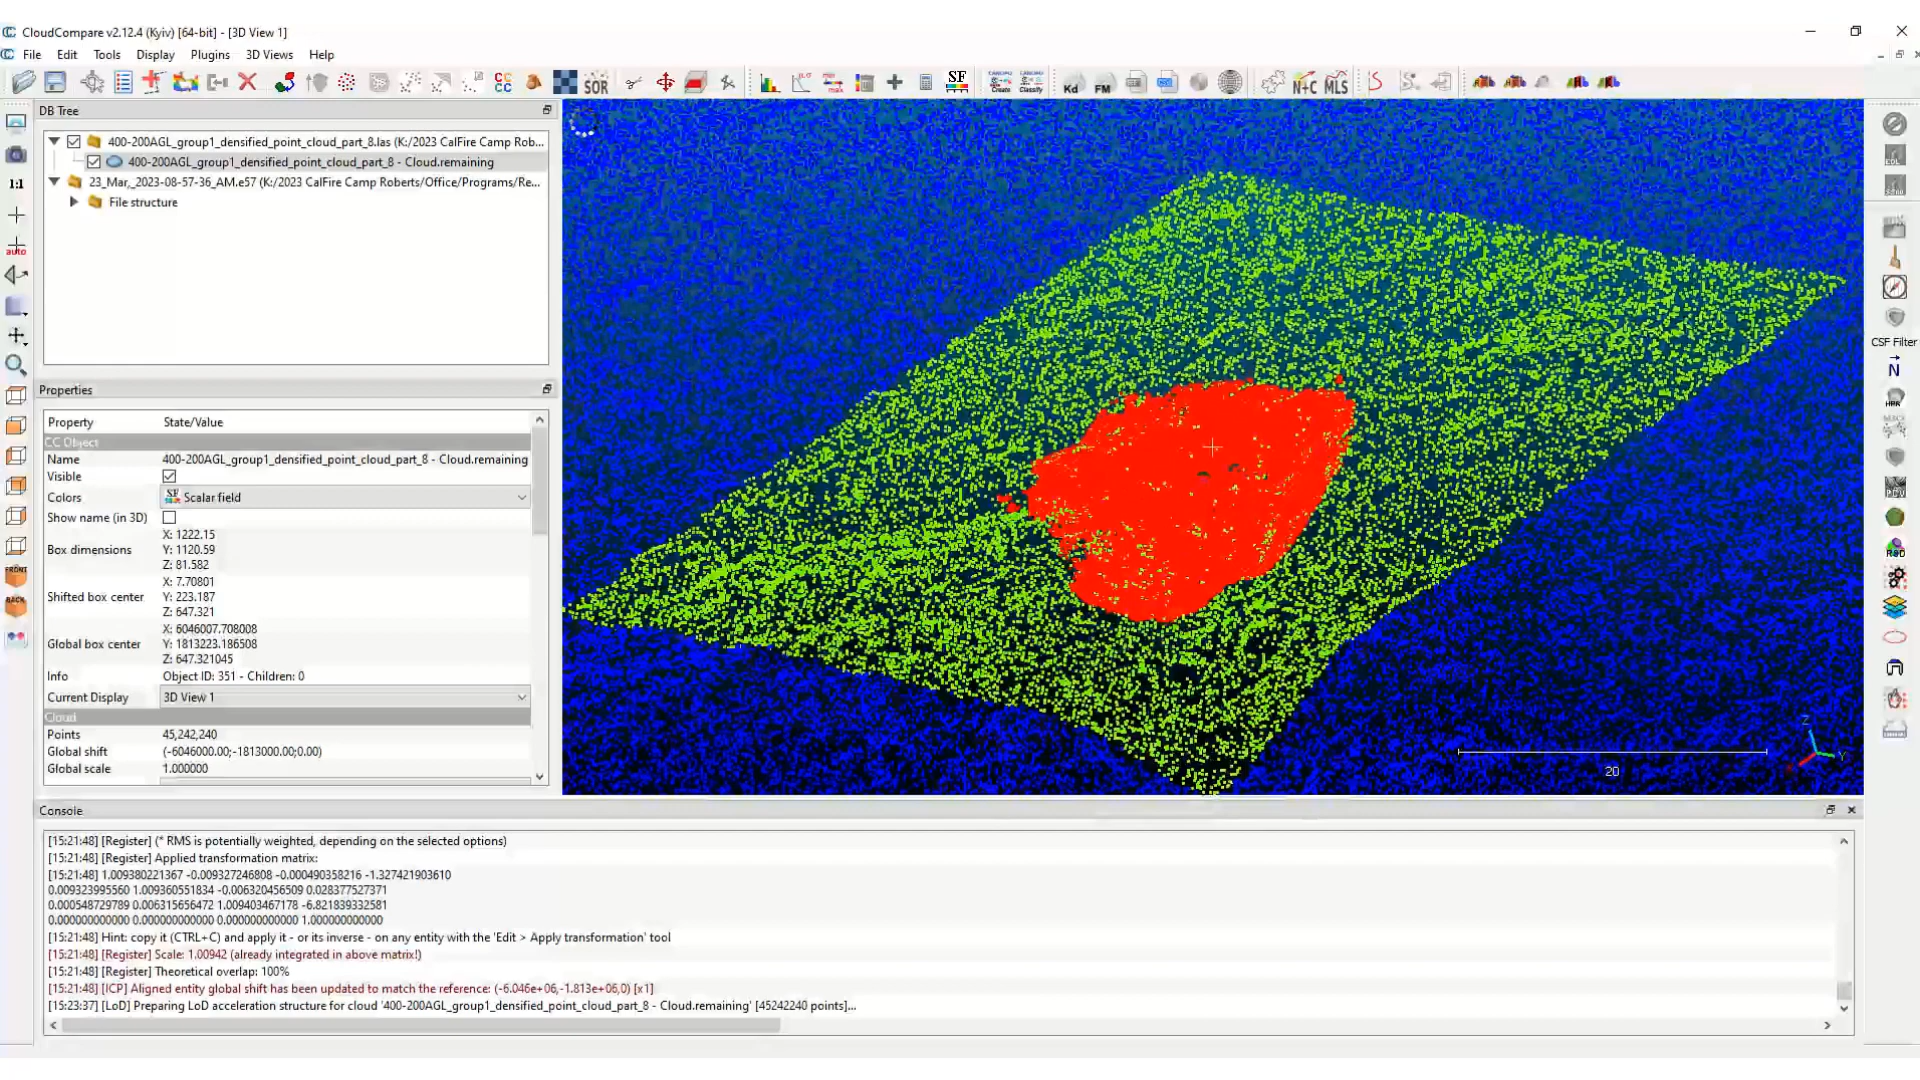 CloudCompare v2.12.4 (Kyiv) [64-bit] - [3D View 1]
File Edit Tools Display Plugins 3D Views Help
SOR
SF
Kd FM
N+C MLS
DB Tree
400-200AGL_group1_densified_point_cloud_part_8.las (K:/2023 CalFire Camp Rob...
400-200AGL_group1_densified_point_cloud_part_8 - Cloud.remaining
23_Mar,_2023-08-57-36_AM.e57 (K:/2023 CalFire Camp Roberts/Office/Programs/Re...
File structure
1:1
auto
FRONT
BACK
Properties
Property State/Value
CC Object
Name 400-200AGL_group1_densified_point_cloud_part_8 - Cloud.remaining
Visible
Colors SF Scalar field
Show name (in 3D)
Box dimensions X: 1222.15
Y: 1120.59
Z: 81.582
Shifted box center X: 7.70801
Y: 223.187
Z: 647.321
Global box center X: 6046007.708008
Y: 1813223.186508
Z: 647.321045
Info Object ID: 351 - Children: 0
Current Display 3D View 1
Cloud
Points 45,242,240
Global shift (-6046000.00;-1813000.00;0.00)
Global scale 1.000000
20
Z
Y
CSF Filter
N
Console
[15:21:48] [Register] (* RMS is potentially weighted, depending on the selected options)
[15:21:48] [Register] Applied transformation matrix:
[15:21:48] 1.009380221367 -0.009327246808 -0.000490358216 -1.327421903610
0.009323995560 1.009360551834 -0.006320456509 0.028377527371
0.000548729789 0.006315656472 1.009403467178 -6.821839332581
0.000000000000 0.000000000000 0.000000000000 1.000000000000
[15:21:48] Hint: copy it (CTRL+C) and apply it - or its inverse - on any entity with the 'Edit > Apply transformation' tool
[15:21:48] [Register] Scale: 1.00942 (already integrated in above matrix!)
[15:21:48] [Register] Theoretical overlap: 100%
[15:21:48] [ICP] Aligned entity global shift has been updated to match the reference: (-6.046e+06,-1.813e+06,0) [x1]
[15:23:37] [LoD] Preparing LoD acceleration structure for cloud '400-200AGL_group1_densified_point_cloud_part_8 - Cloud.remaining' [45242240 points]...